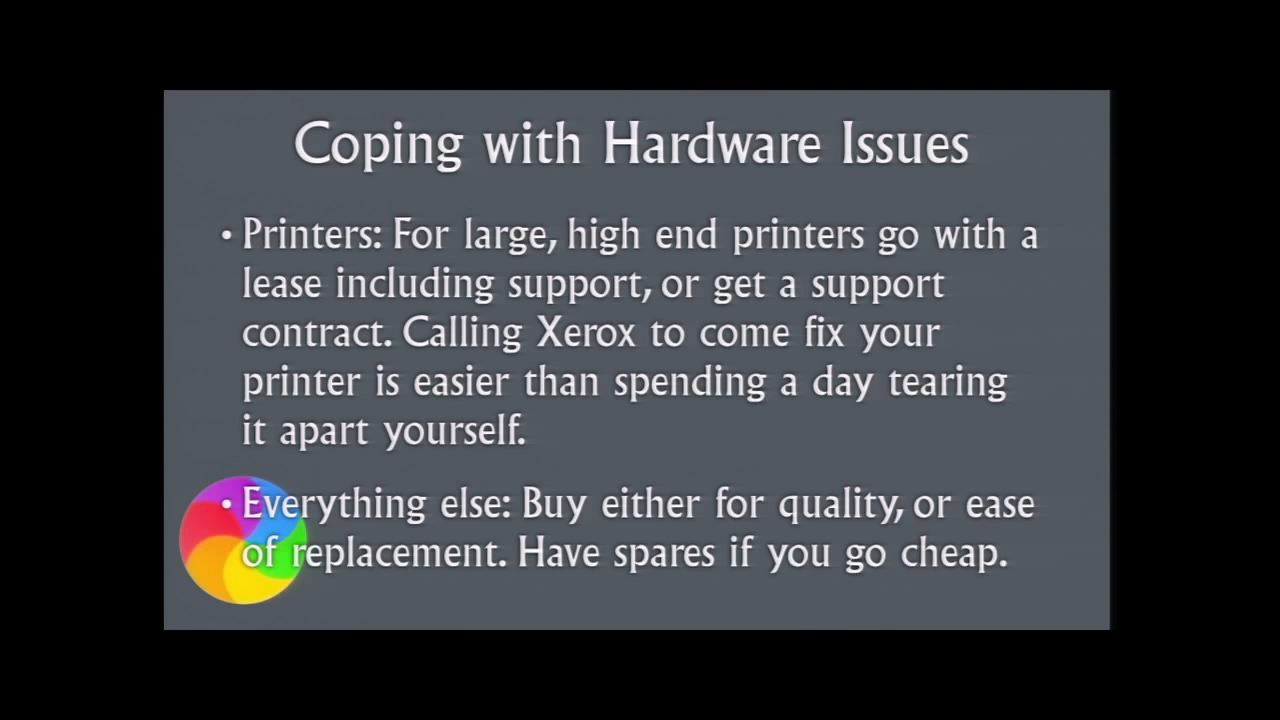 Coping with Hardware Issues
• Printers: For large, high end printers go with a
lease including support, or get a support
contract. Calling Xerox to come fix your
printer is easier than spending a day tearing
it apart yourself.
• Everything else: Buy either for quality, or ease
of replacement. Have spares if you go cheap.